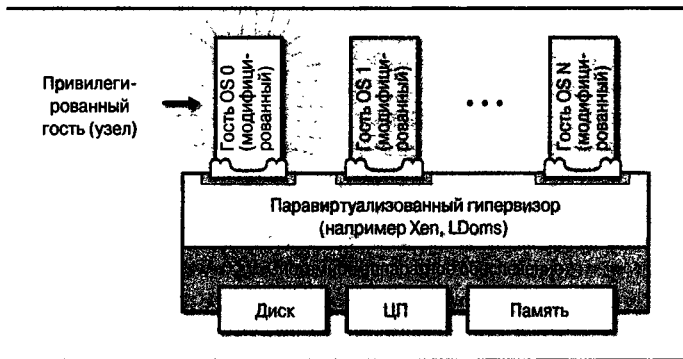 Привилеги-
рованный
гость (узел)
Гость OS 0
(модифици-
рованный)
Гость OS 1
(модифици-
рованный)
• • •
Гость OS N
(модифици-
рованный)
Паравиртуализованный гипервизор
(например Xen, LDoms)
Диск
ЦП
Память